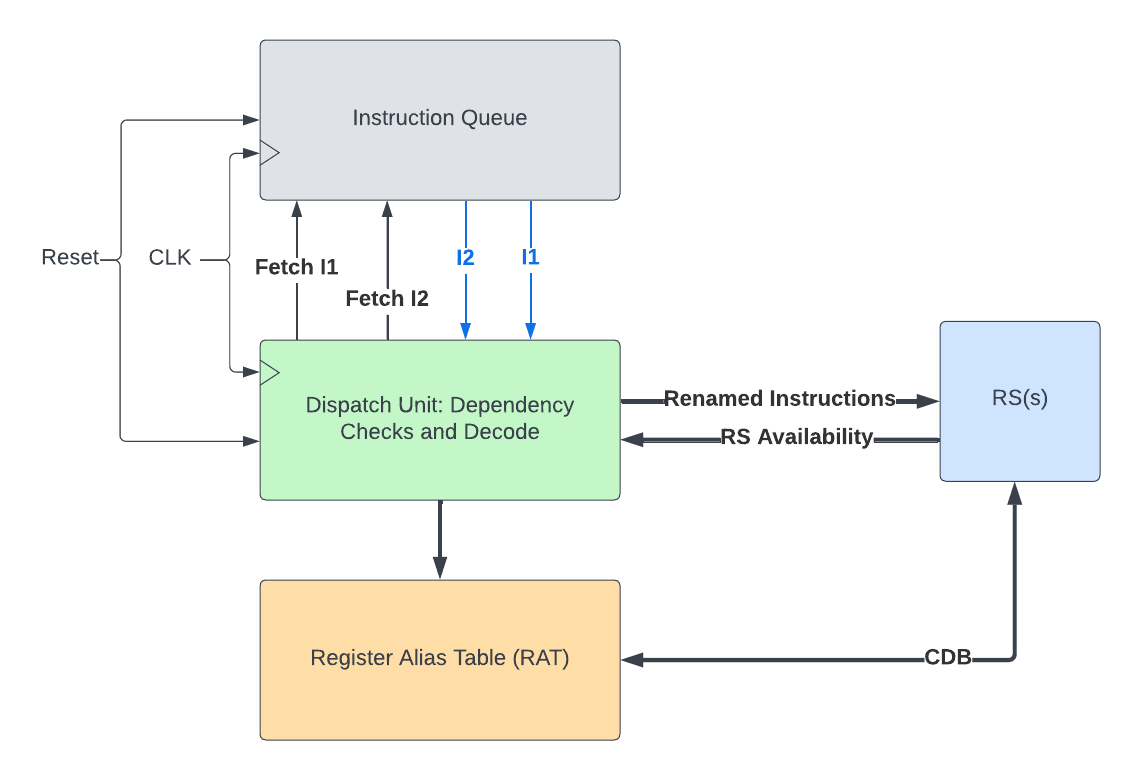 Instruction Queue
Reset
CLK
Fetch I1
Fetch I2
I2
I1
Dispatch Unit: Dependency
Checks and Decode
Renamed Instructions
RS Availability
RS(s)
Register Alias Table (RAT)
CDB